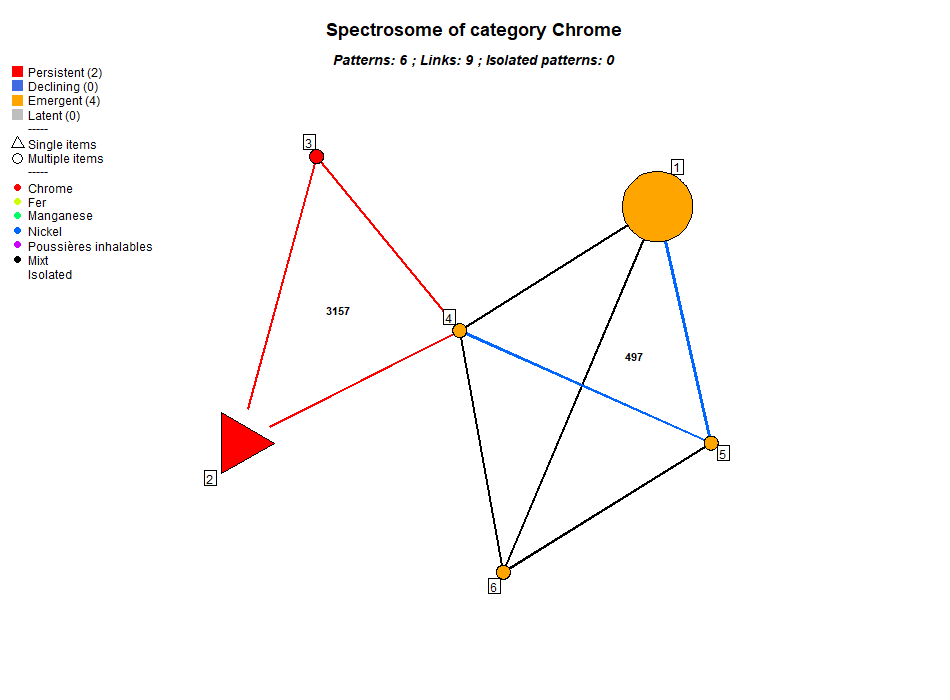 Spectrosome of category Chrome
Patterns: 6 ; Links: 9 ; Isolated patterns: 0
Persistent (2)
Declining (0)
Emergent (4)
Latent (0)
-----
Single items
Multiple items
-----
Chrome
Fer
Manganese
Nickel
Poussières inhalables
Mixt
Isolated
3
1
3157
4
497
5
2
6